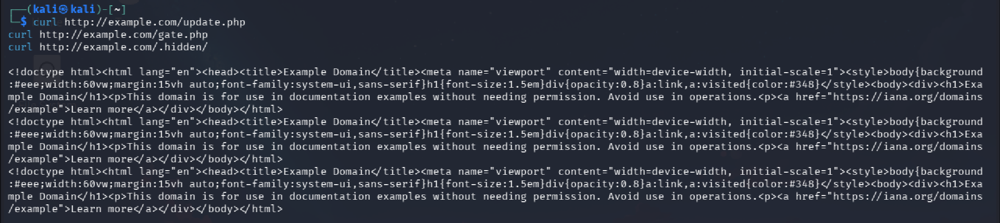 ┌──(kali㉿kali)-[~]
└─$ curl http://example.com/update.php
curl http://example.com/gate.php
curl http://example.com/.hidden/
<!doctype html><html lang="en"><head><title>Example Domain</title><meta name="viewport" content="width=device-width, initial-scale=1"><style>body{background
:#eee;width:60vw;margin:15vh auto;font-family:system-ui,sans-serif}h1{font-size:1.5em}div{opacity:0.8}a:link,a:visited{color:#348}</style><body><div><h1>Exa
mple Domain</h1><p>This domain is for use in documentation examples without needing permission. Avoid use in operations.<p><a href="https://iana.org/domains
/example">Learn more</a></div></body></html>
<!doctype html><html lang="en"><head><title>Example Domain</title><meta name="viewport" content="width=device-width, initial-scale=1"><style>body{background
:#eee;width:60vw;margin:15vh auto;font-family:system-ui,sans-serif}h1{font-size:1.5em}div{opacity:0.8}a:link,a:visited{color:#348}</style><body><div><h1>Exa
mple Domain</h1><p>This domain is for use in documentation examples without needing permission. Avoid use in operations.<p><a href="https://iana.org/domains
/example">Learn more</a></div></body></html>
<!doctype html><html lang="en"><head><title>Example Domain</title><meta name="viewport" content="width=device-width, initial-scale=1"><style>body{background
:#eee;width:60vw;margin:15vh auto;font-family:system-ui,sans-serif}h1{font-size:1.5em}div{opacity:0.8}a:link,a:visited{color:#348}</style><body><div><h1>Exa
mple Domain</h1><p>This domain is for use in documentation examples without needing permission. Avoid use in operations.<p><a href="https://iana.org/domains
/example">Learn more</a></div></body></html>